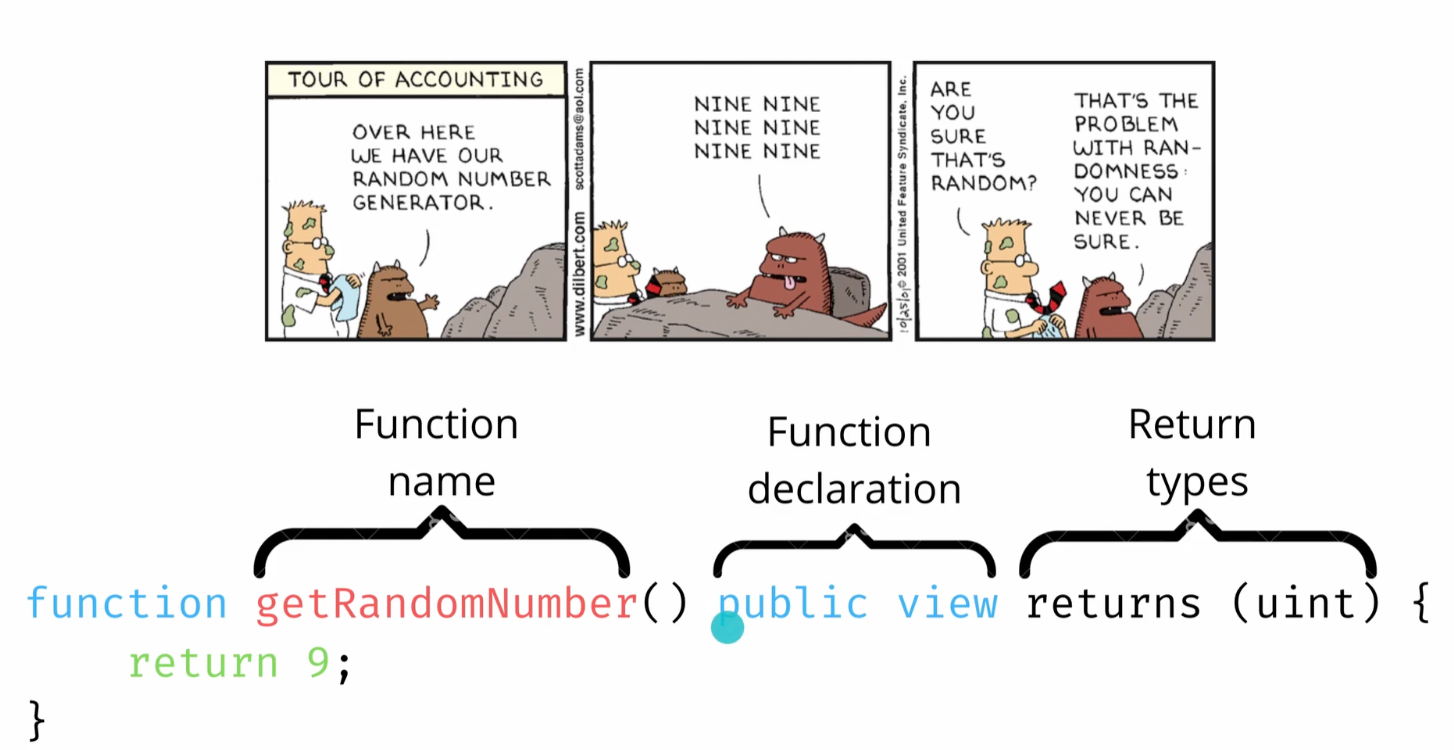 TOUR OF ACCOUNTING
OVER HERE
WE HAVE OUR
RANDOM NUMBER
GENERATOR.
www.dilbert.com scottadams@aol.com
NINE NINE
NINE NINE
NINE NINE
10/25/01 © 2001 United Feature Syndicate, Inc.
ARE
YOU
SURE
THAT'S
RANDOM?
THAT'S THE
PROBLEM
WITH RAN-
DOMNESS:
YOU CAN
NEVER BE
SURE.
Function
name
Function
declaration
Return
types
function getRandomNumber() public view returns (uint) {
return 9;
}